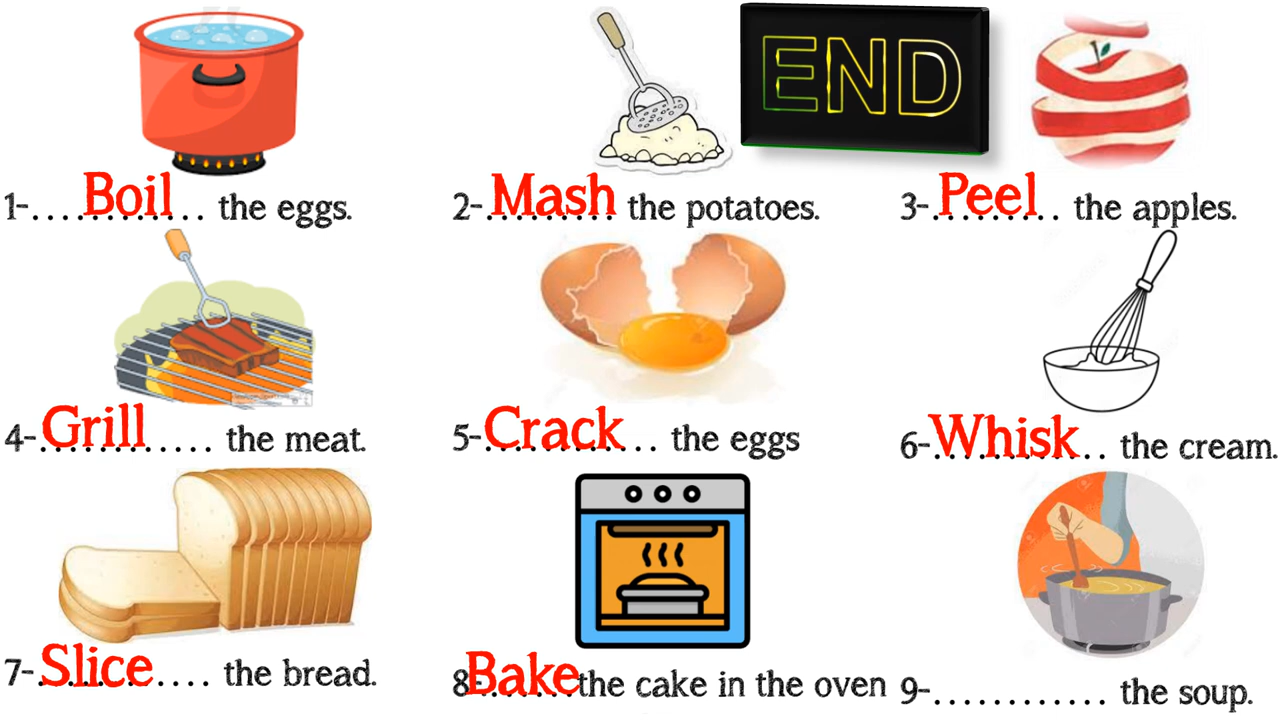 END
1-....Boil.... the eggs.
2-.Mash. the potatoes.
3-.Peel.. the apples.
4-Grill..... the meat.
5-Crack.. the eggs
6-Whisk.. the cream.
7-Slice.... the bread.
8-Bake the cake in the oven
9-............ the soup.